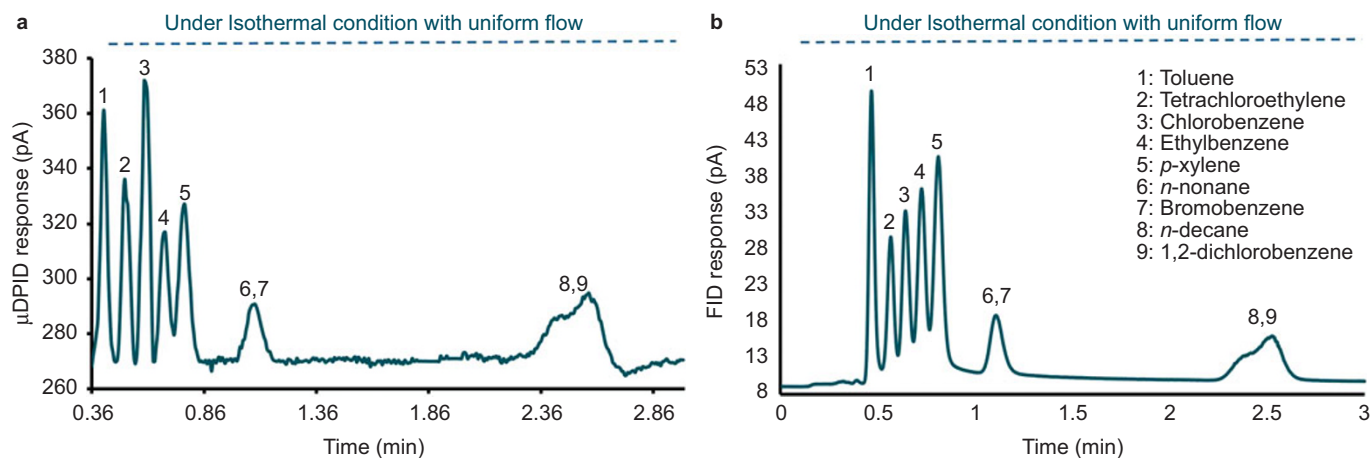 a
Under Isothermal condition with uniform flow
380
360
340
320
300
280
260
μDPID response (pA)
1
2
3
4
5
6,7
8,9
0.36
0.86
1.36
1.86
2.36
2.86
Time (min)
b
Under Isothermal condition with uniform flow
53
48
43
38
33
28
23
18
13
8
FID response (pA)
1
2
3
4
5
6,7
8,9
1: Toluene
2: Tetrachloroethylene
3: Chlorobenzene
4: Ethylbenzene
5: p-xylene
6: n-nonane
7: Bromobenzene
8: n-decane
9: 1,2-dichlorobenzene
0
0.5
1
1.5
2
2.5
3
Time (min)